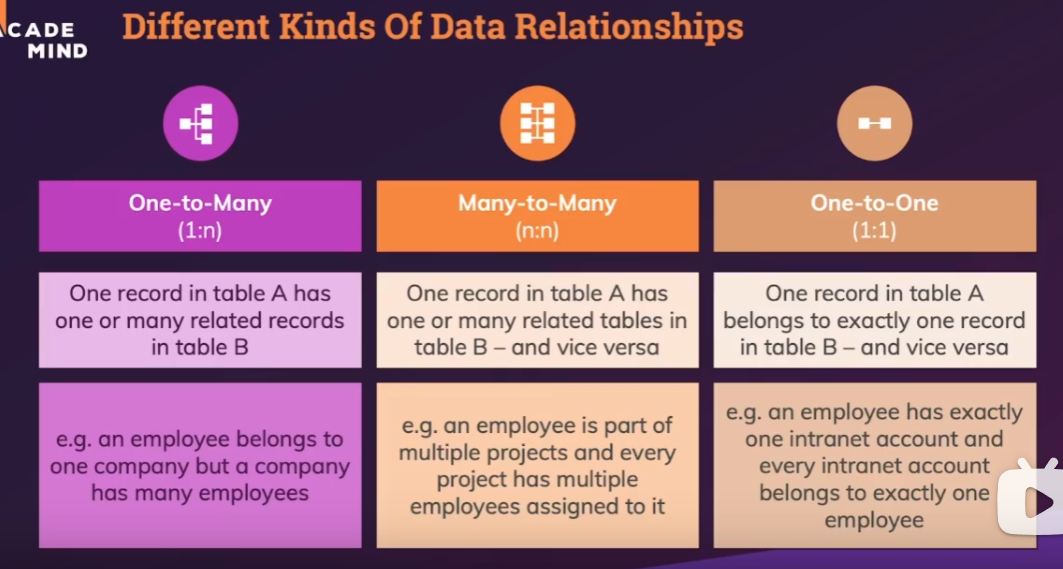 CADE
MIND
Different Kinds Of Data Relationships
One-to-Many
(1:n)
One record in table A has
one or many related records
in table B
e.g. an employee belongs to
one company but a company
has many employees
Many-to-Many
(n:n)
One record in table A has
one or many related tables in
table B – and vice versa
e.g. an employee is part of
multiple projects and every
project has multiple
employees assigned to it
One-to-One
(1:1)
One record in table A
belongs to exactly one record
in table B – and vice versa
e.g. an employee has exactly
one intranet account and
every intranet account
belongs to exactly one
employee